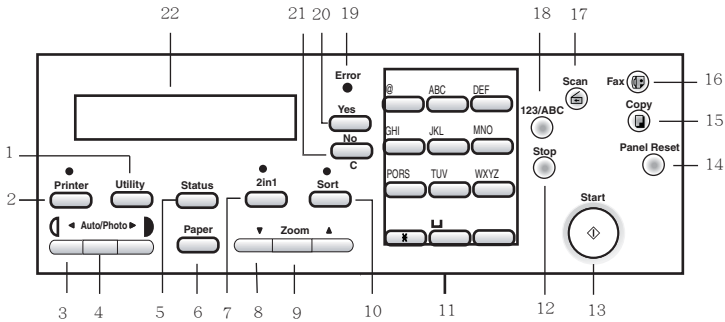 22 21 20 19 18 17
Error
Fax 16
Scan
@ ABC DEF
Yes
123/ABC
Copy
15
No
C
GHI JKL MNO
Stop
Panel Reset
14
1
2
Printer Utility Status 2in1 Sort
PORS TUV WXYZ
Start
Auto/Photo
Paper
Zoom
*
3 4 5 6 7 8 9 10 11 12 13